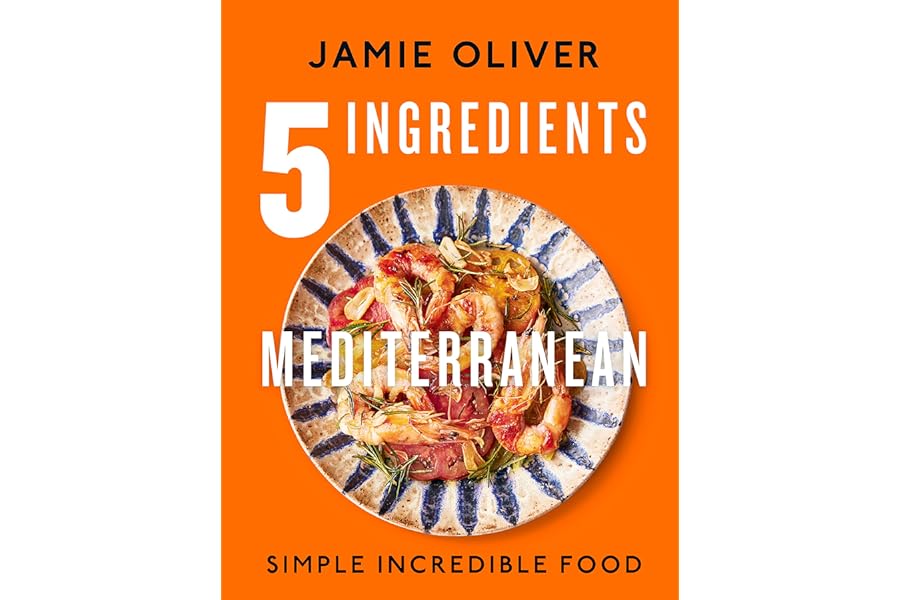 JAMIE OLIVER
5 INGREDIENTS
MEDITERRANEAN
SIMPLE INCREDIBLE FOOD